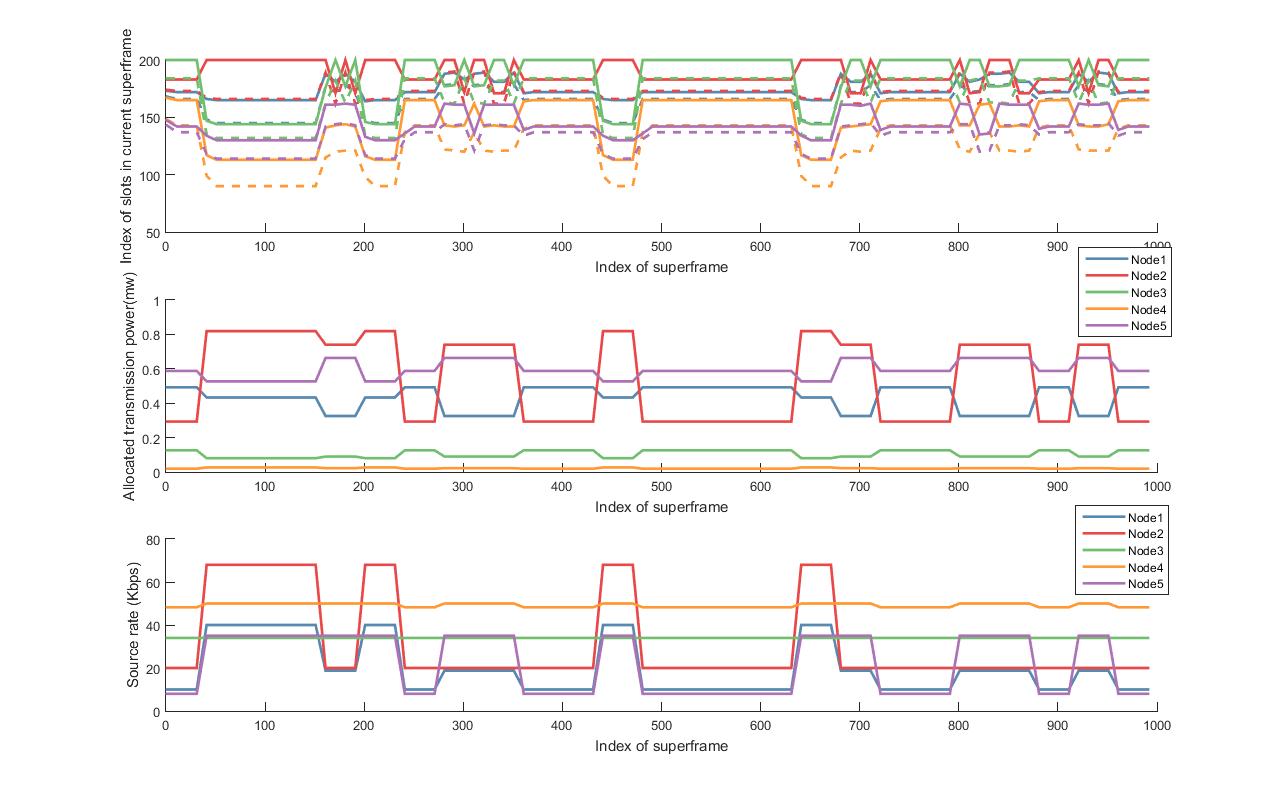 Index of slots in current superframe
200
150
100
50
0 100 200 300 400 500 600 700 800 900 1000
Index of superframe
Node1
Node2
Node3
Node4
Node5
Allocated transmission power(mw)
1
0.8
0.6
0.4
0.2
0
0 100 200 300 400 500 600 700 800 900 1000
Index of superframe
Node1
Node2
Node3
Node4
Node5
Source rate (Kbps)
80
60
40
20
0
0 100 200 300 400 500 600 700 800 900 1000
Index of superframe